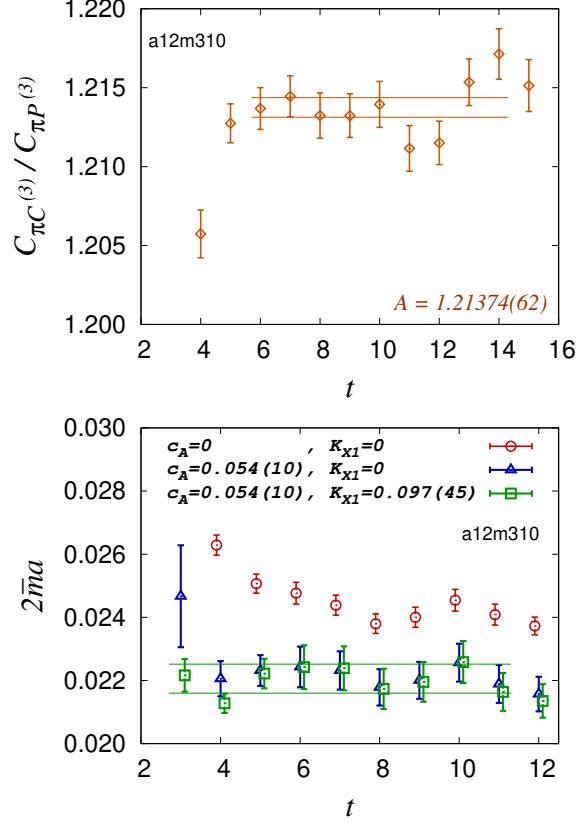 1.220
a12m310
1.215
1.210
C_{πC}^{(3)} / C_{πP}^{(3)}
1.205
A = 1.21374(62)
1.200
2 4 6 8 10 12 14 16
t
0.030
c_A=0 , K_{X1}=0
c_A=0.054(10), K_{X1}=0
0.028
c_A=0.054(10), K_{X1}=0.097(45)
a12m310
0.026
2m̄a
0.024
0.022
0.020
2 4 6 8 10 12
t